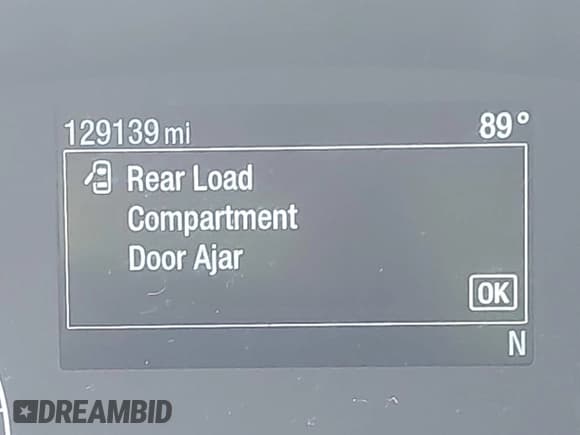 129139 mi 89°
Rear Load
Compartment
Door Ajar
OK
N
DREAMBID